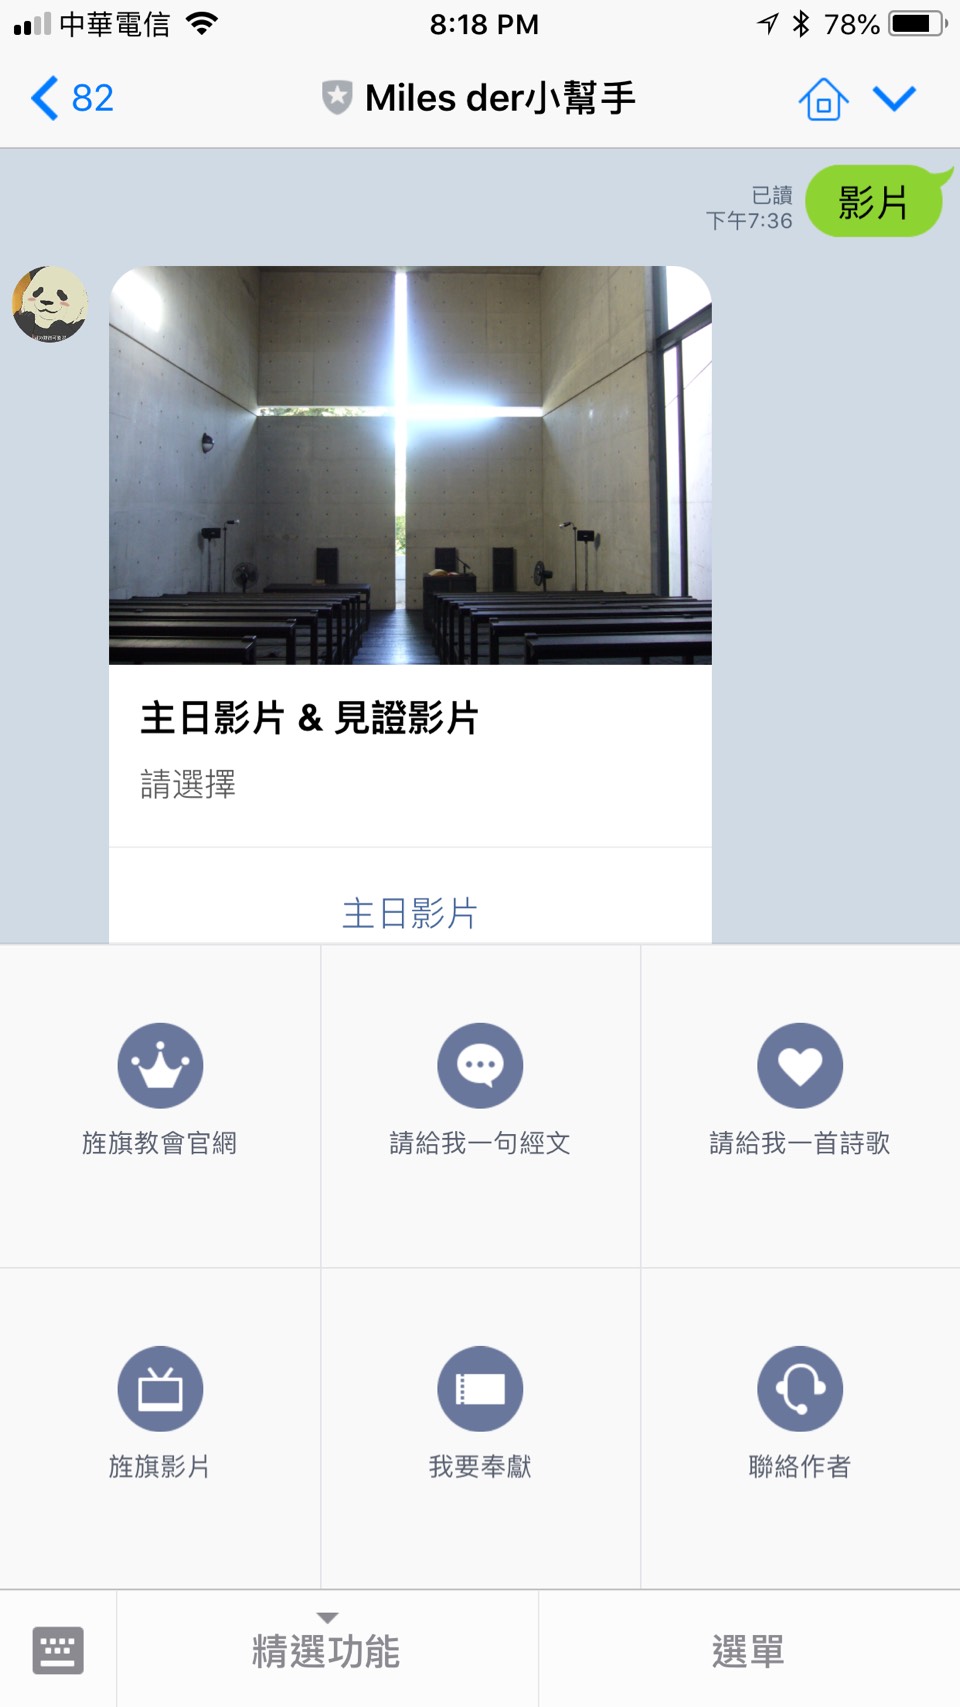 中華電信 8:18 PM 78%
82 Miles der小幫手
影片
已讀
下午7:36
主日影片 & 見證影片
請選擇
主日影片
旌旗教會官網 請給我一句經文 請給我一首詩歌
旌旗影片 我要奉獻 聯絡作者
精選功能 選單